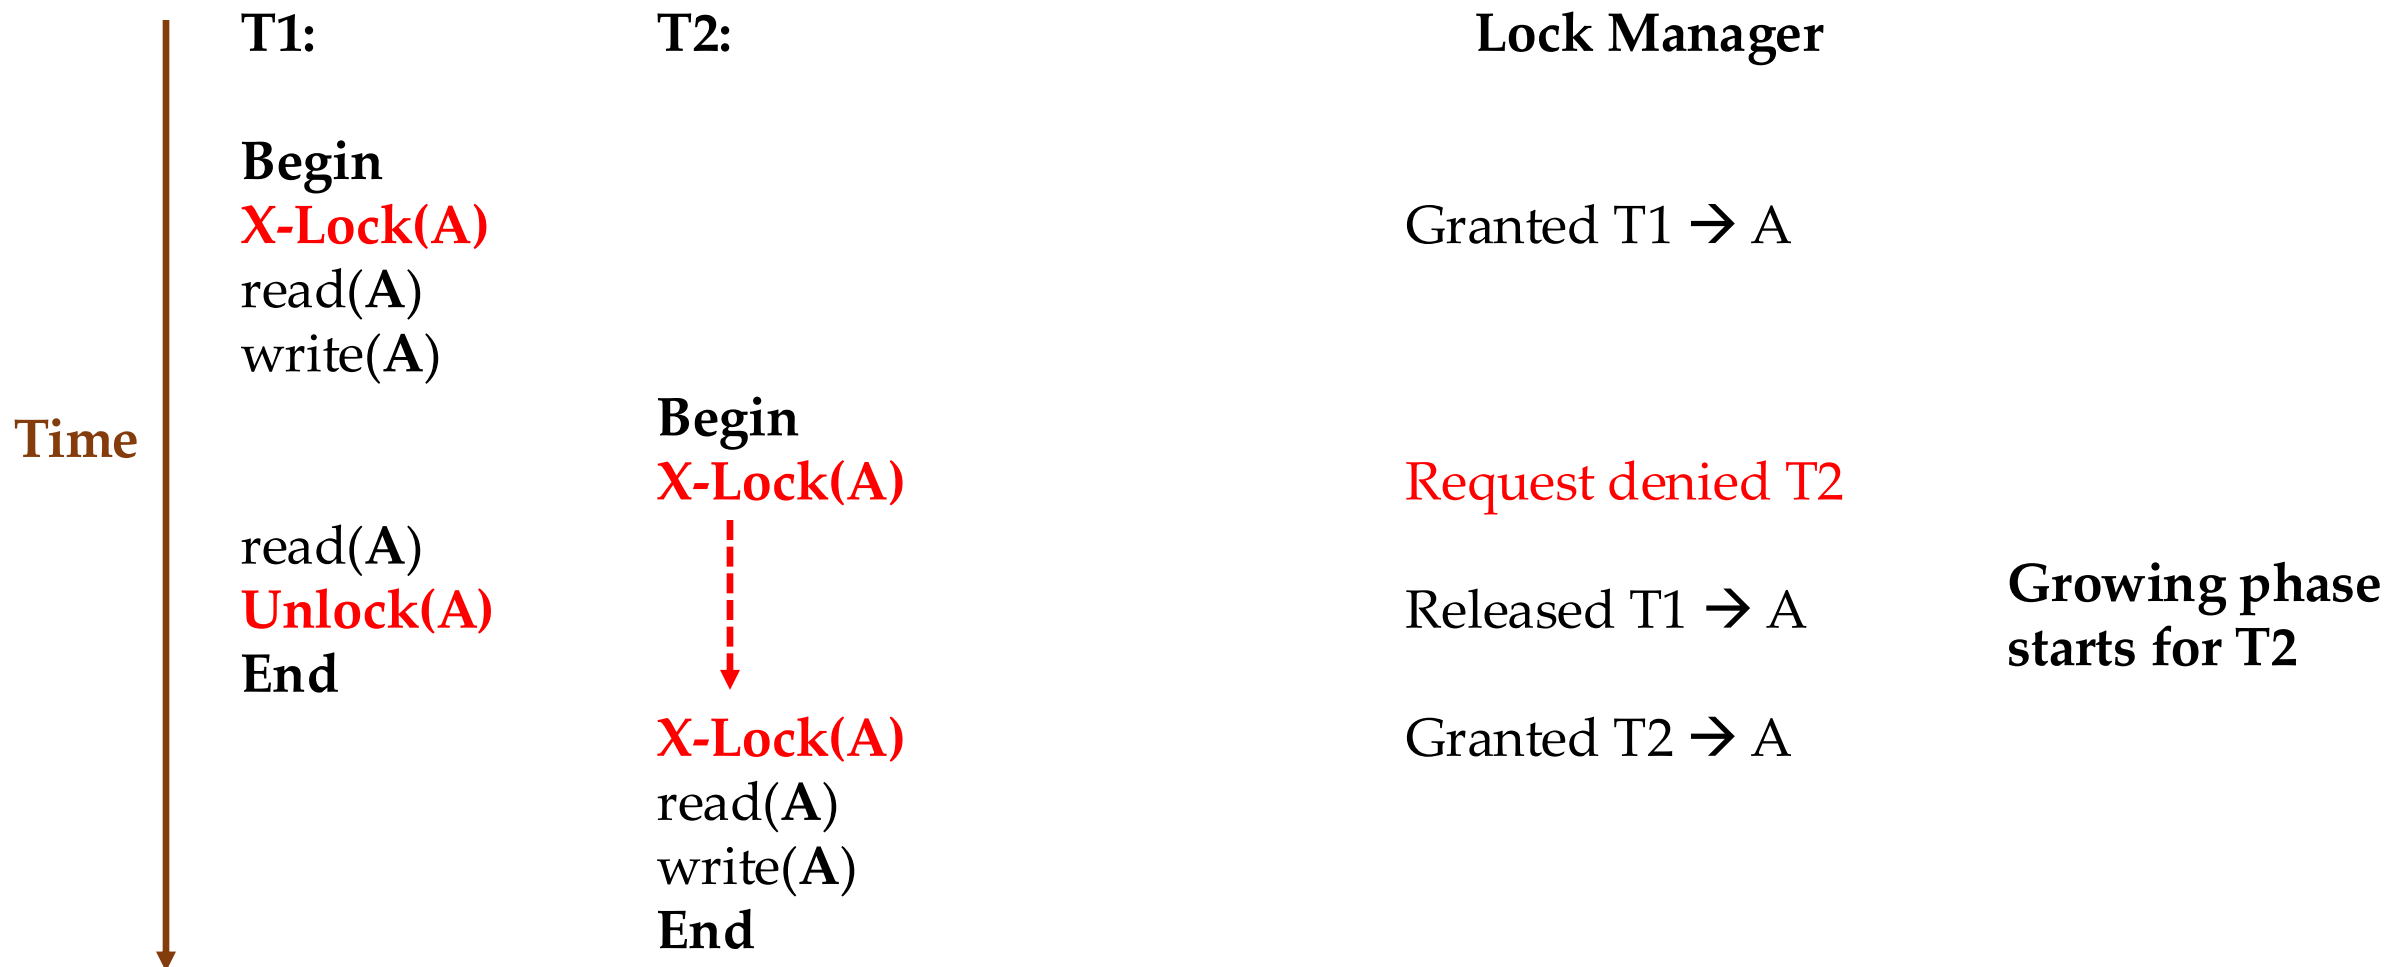 T1: T2: Lock Manager
Begin
X-Lock(A) Granted T1 → A
read(A)
write(A)
Begin
Time
X-Lock(A) Request denied T2
read(A)
Growing phase
Unlock(A) Released T1 → A
starts for T2
End
X-Lock(A) Granted T2 → A
read(A)
write(A)
End